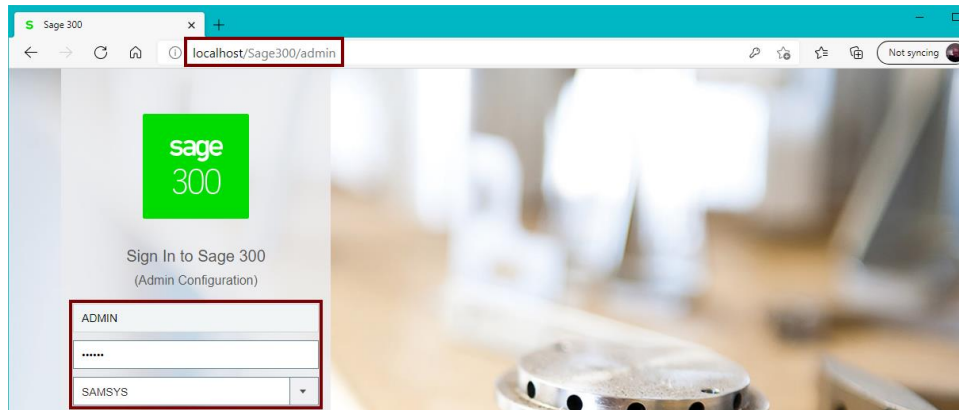 Sage 300
localhost/Sage300/admin
Not syncing
sage
300
Sign In to Sage 300
(Admin Configuration)
ADMIN
••••••
SAMSYS